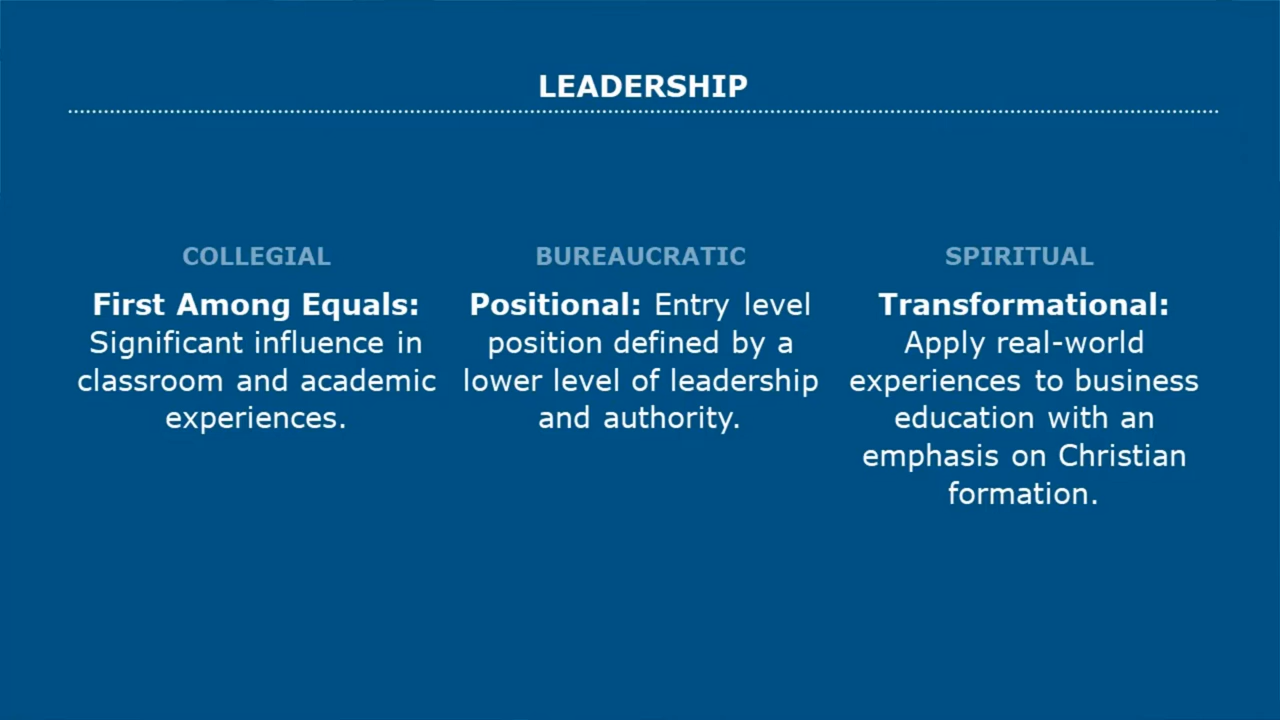 LEADERSHIP
COLLEGIAL
First Among Equals:
Significant influence in
classroom and academic
experiences.
BUREAUCRATIC
Positional: Entry level
position defined by a
lower level of leadership
and authority.
SPIRITUAL
Transformational:
Apply real-world
experiences to business
education with an
emphasis on Christian
formation.